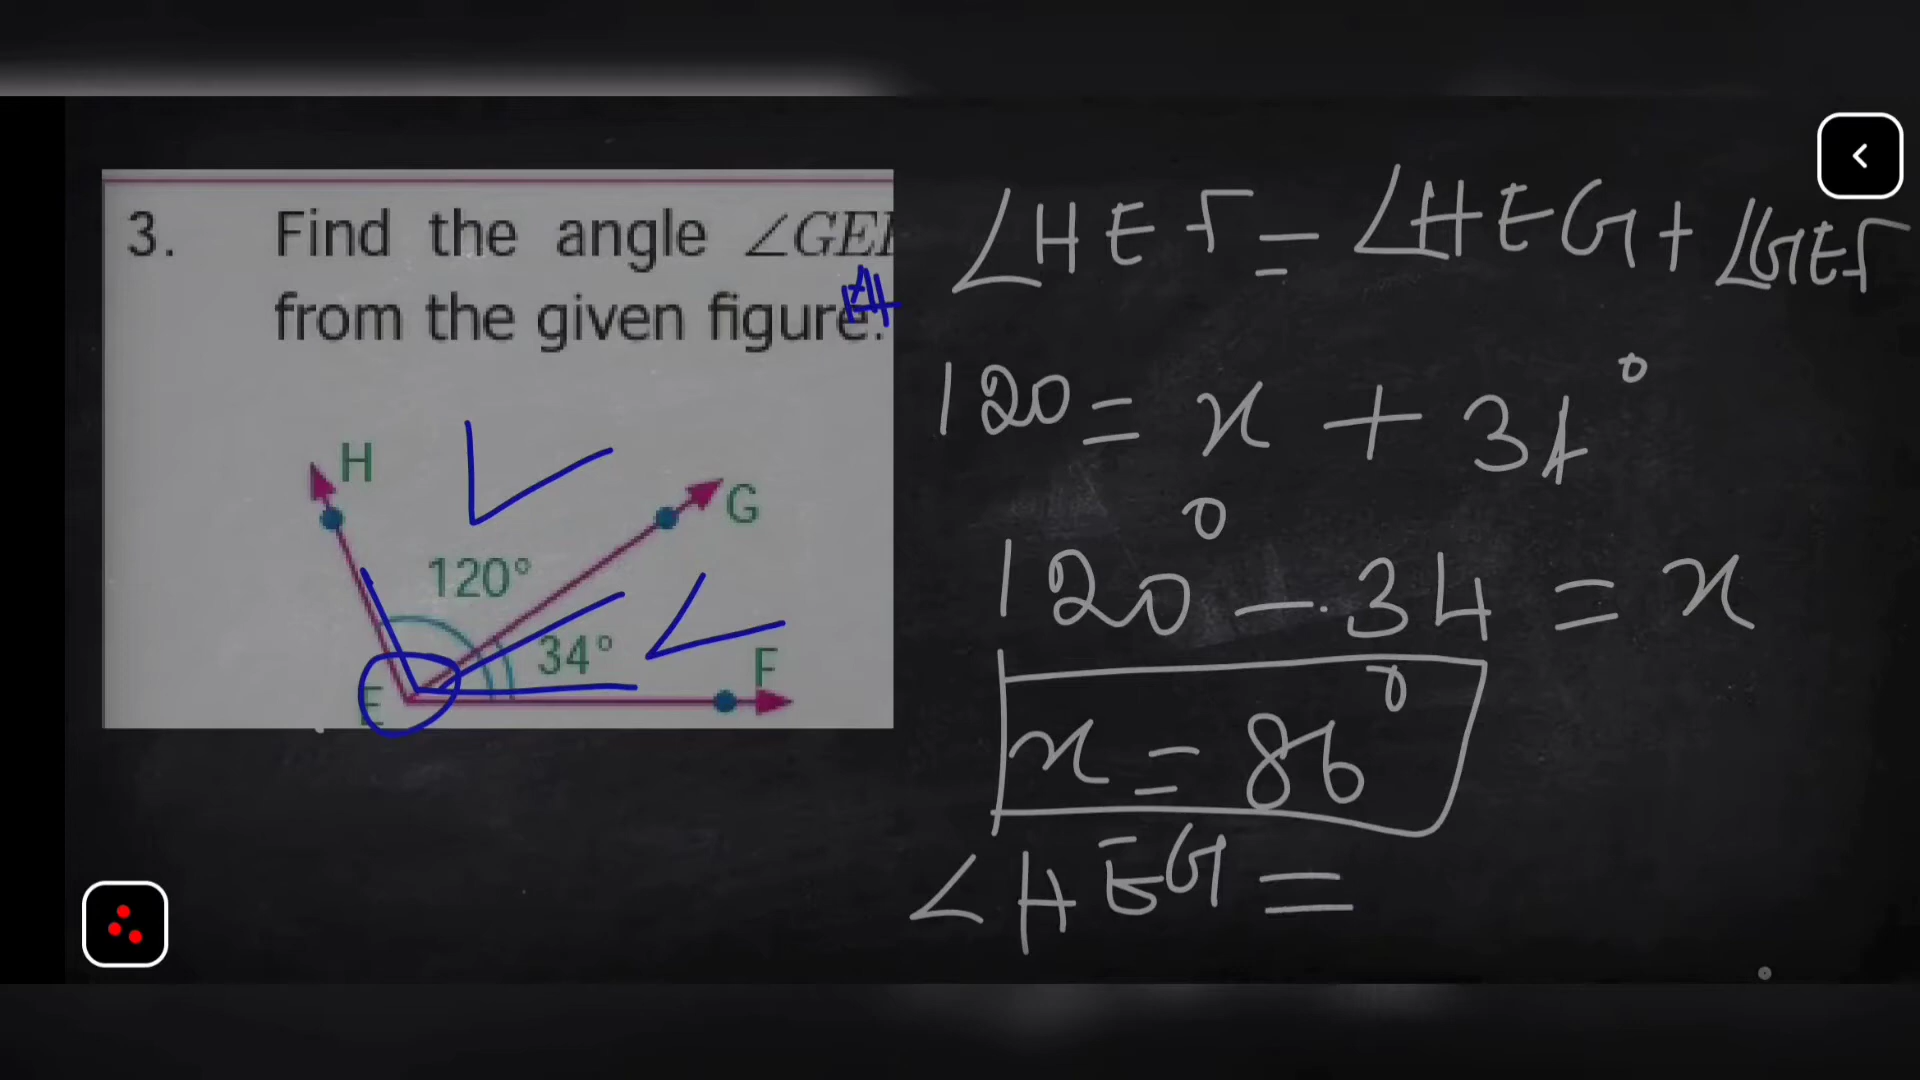 3. Find the angle ∠GEH
from the given figure.
H
G
120°
34°
F
E
∠HEF = ∠HEG + ∠GEF
120 = x + 34°
120° - 34 = x
x = 86°
∠HEG =